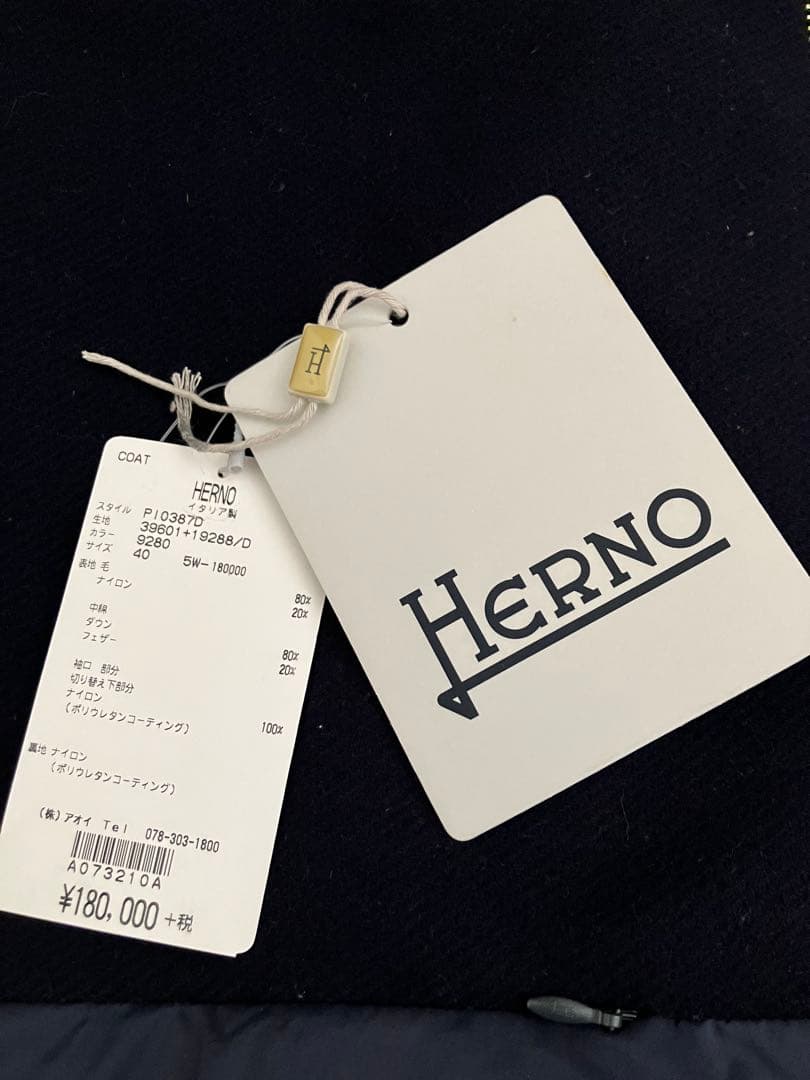 COAT
HERNO
イタリア製
スタイル PI0387D
生地 39601+19288/D
カラー 9280
サイズ 40 5W-180000
表地 毛 80%
ナイロン 20%
中綿
ダウン 80%
フェザー 20%
袖口 部分
切り替え下部分
ナイロン 100%
(ポリウレタンコーティング)
裏地 ナイロン
(ポリウレタンコーティング)
(株)アオイ Tel 078-303-1800
A073210A
¥180,000 +税
H
HERNO